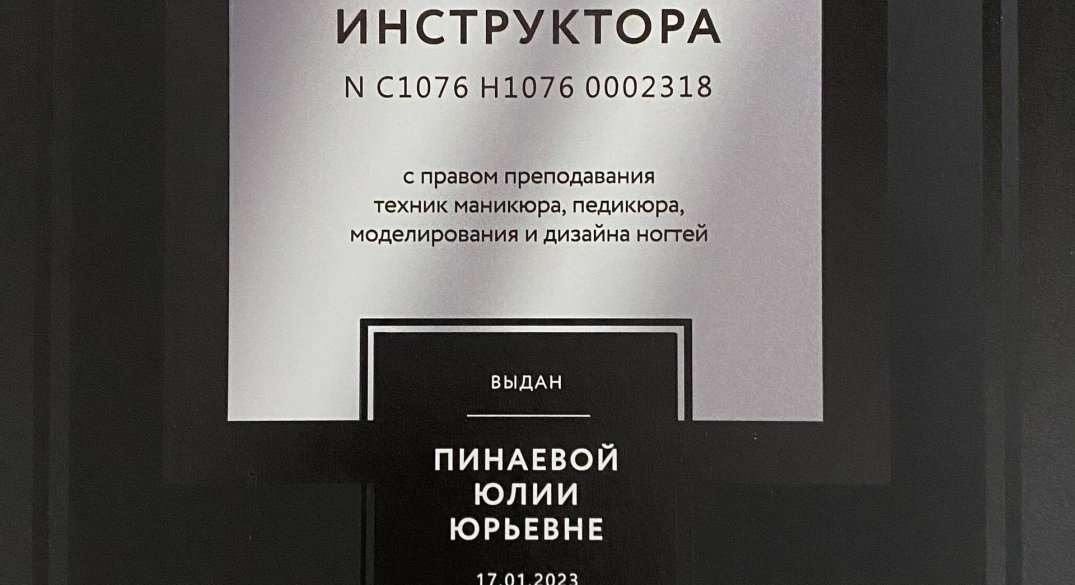 ИНСТРУКТОРА
N C1076 H1076 0002318
с правом преподавания
техник маникюра, педикюра,
моделирования и дизайна ногтей
ВЫДАН
ПИНАЕВОЙ
ЮЛИИ
ЮРЬЕВНЕ
17.01.2023